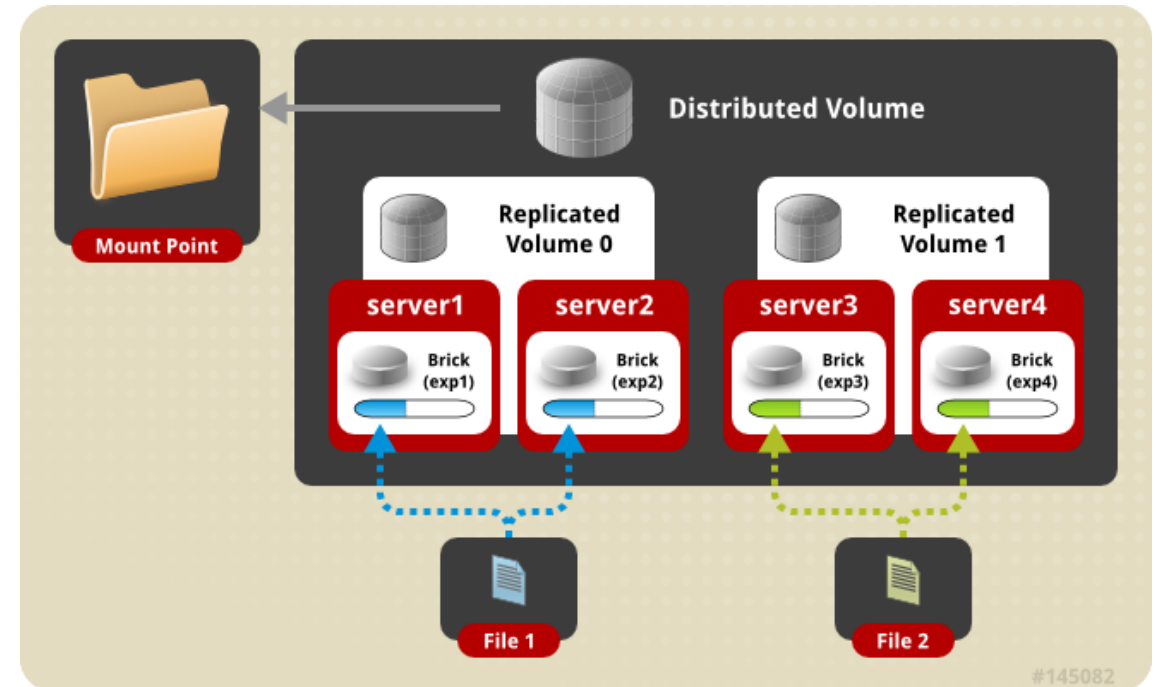 Distributed Volume
Mount Point
Replicated
Volume 0
Replicated
Volume 1
server1
server2
server3
server4
Brick
(exp1)
Brick
(exp2)
Brick
(exp3)
Brick
(exp4)
File 1
File 2
#145082